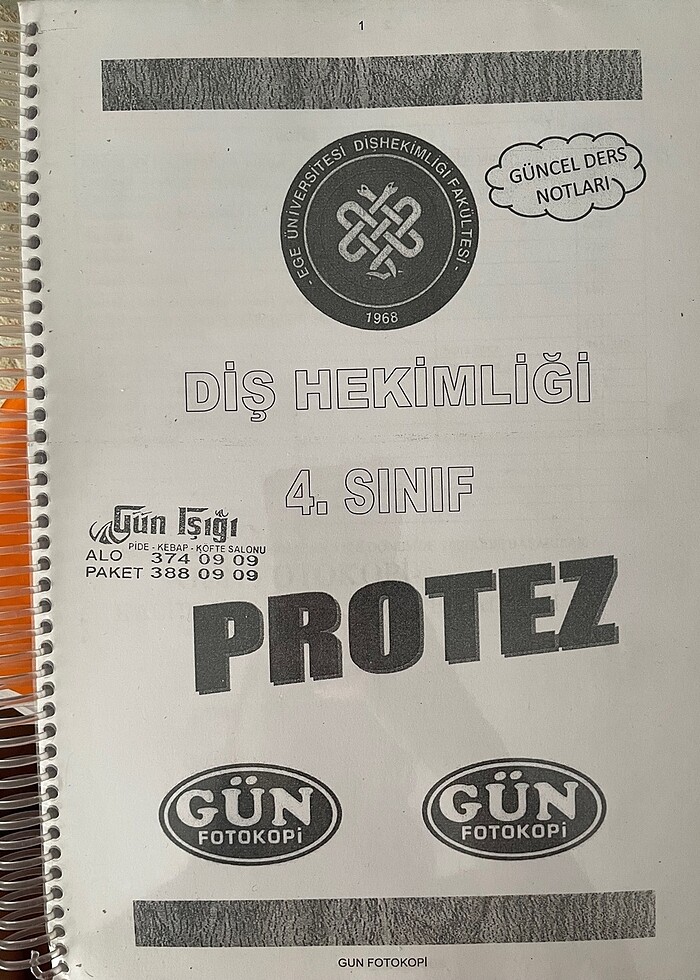 1
- EGE ÜNİVERSİTESİ DİŞHEKİMLİĞİ FAKÜLTESİ -
1968
GÜNCEL DERS
NOTLARI
DİŞ HEKİMLİĞİ
4. SINIF
Gün Işığı
PİDE - KEBAP - KÖFTE SALONU
ALO 374 09 09
PAKET 388 09 09
PROTEZ
GÜN
FOTOKOPİ
GÜN
FOTOKOPİ
GUN FOTOKOPİ